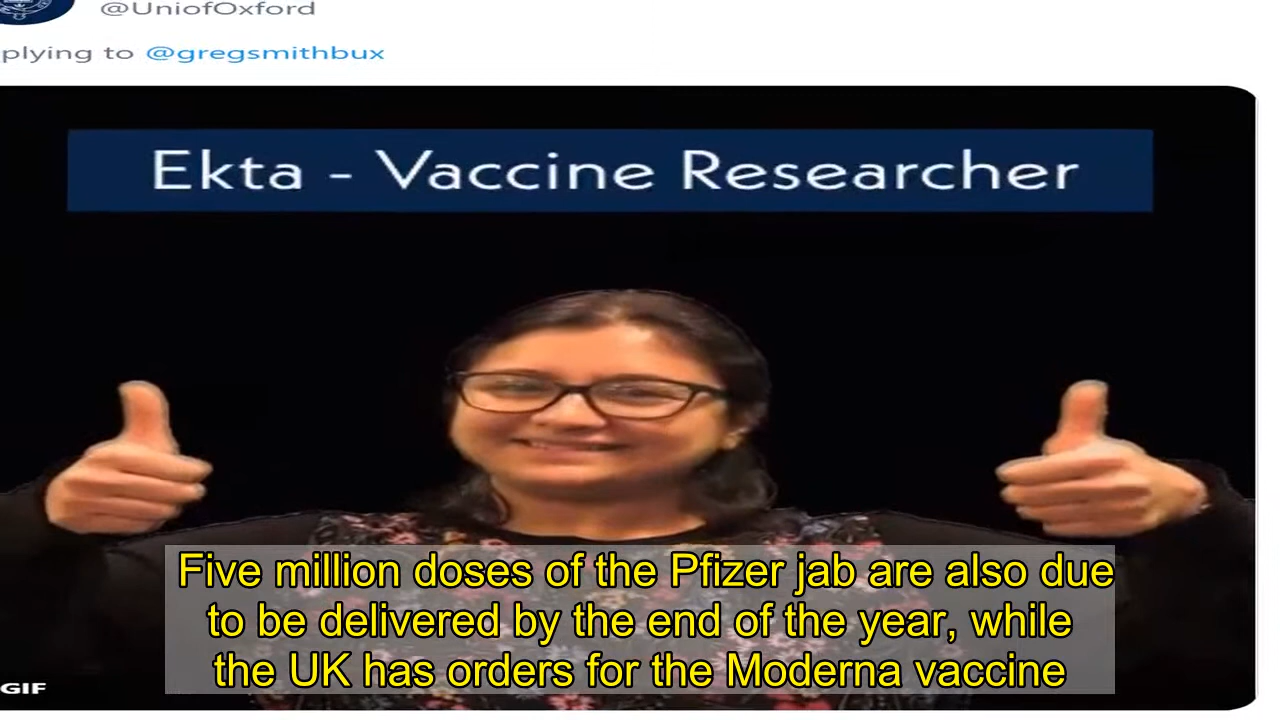 @UniofOxford
plying to @gregsmithbux
Ekta - Vaccine Researcher
Five million doses of the Pfizer jab are also due
to be delivered by the end of the year, while
the UK has orders for the Moderna vaccine
GIF